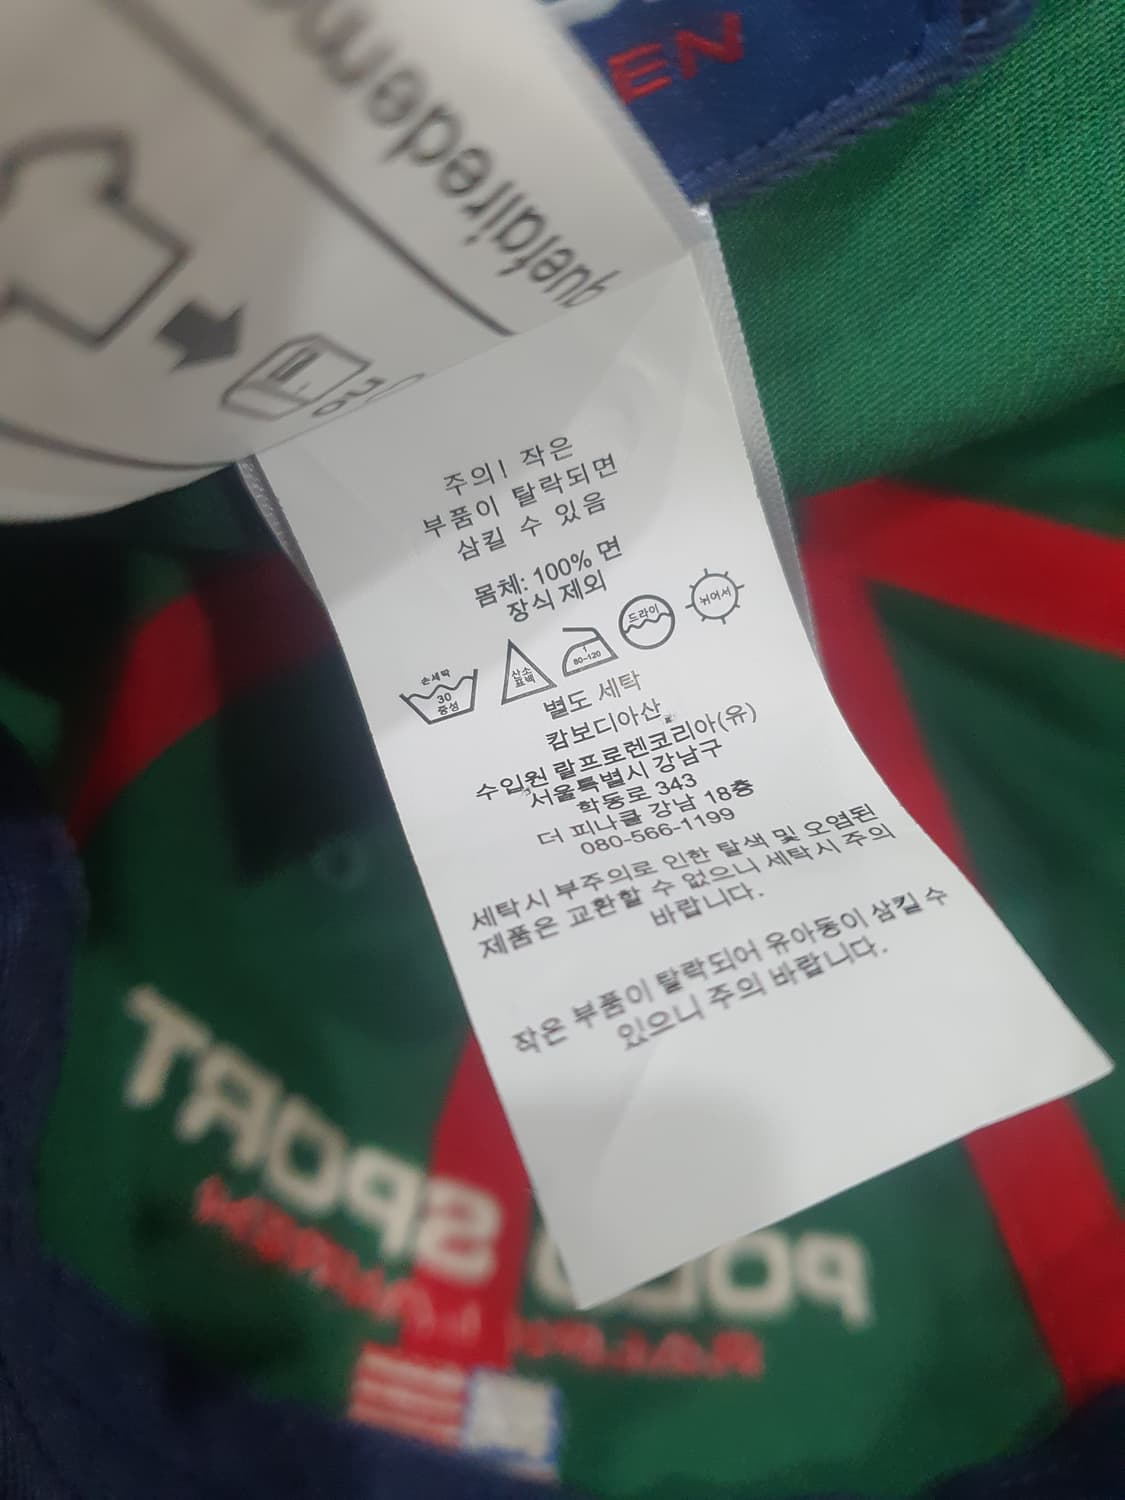 EN
quefairedem
주의! 작은
부품이 탈락되면
삼킬 수 있음
몸체: 100% 면
장식 제외
손세탁
30
중성
산소
표백
1
80~120
드라이
뉘어서
별도 세탁
캄보디아산
수입원 랄프로렌코리아(유)
서울특별시 강남구
학동로 343
더 피나클 강남 18층
080-566-1199
세탁시 부주의로 인한 탈색 및 오염된
제품은 교환할 수 없으니 세탁시 주의
바랍니다.
작은 부품이 탈락되어 유아동이 삼킬 수
있으니 주의 바랍니다.
POLO SPORT
RALPH LAUREN